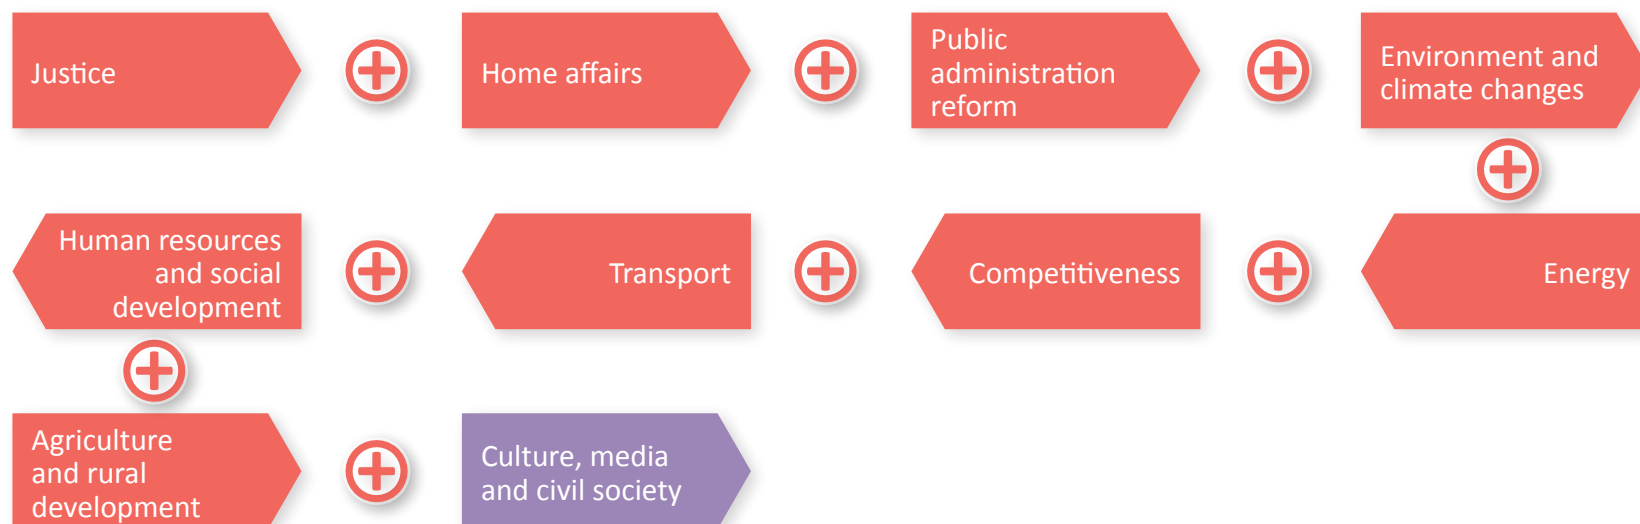 Justice
Home affairs
Public
administration
reform
Environment and
climate changes
Energy
Competitiveness
Transport
Human resources
and social
development
Agriculture
and rural
development
Culture, media
and civil society